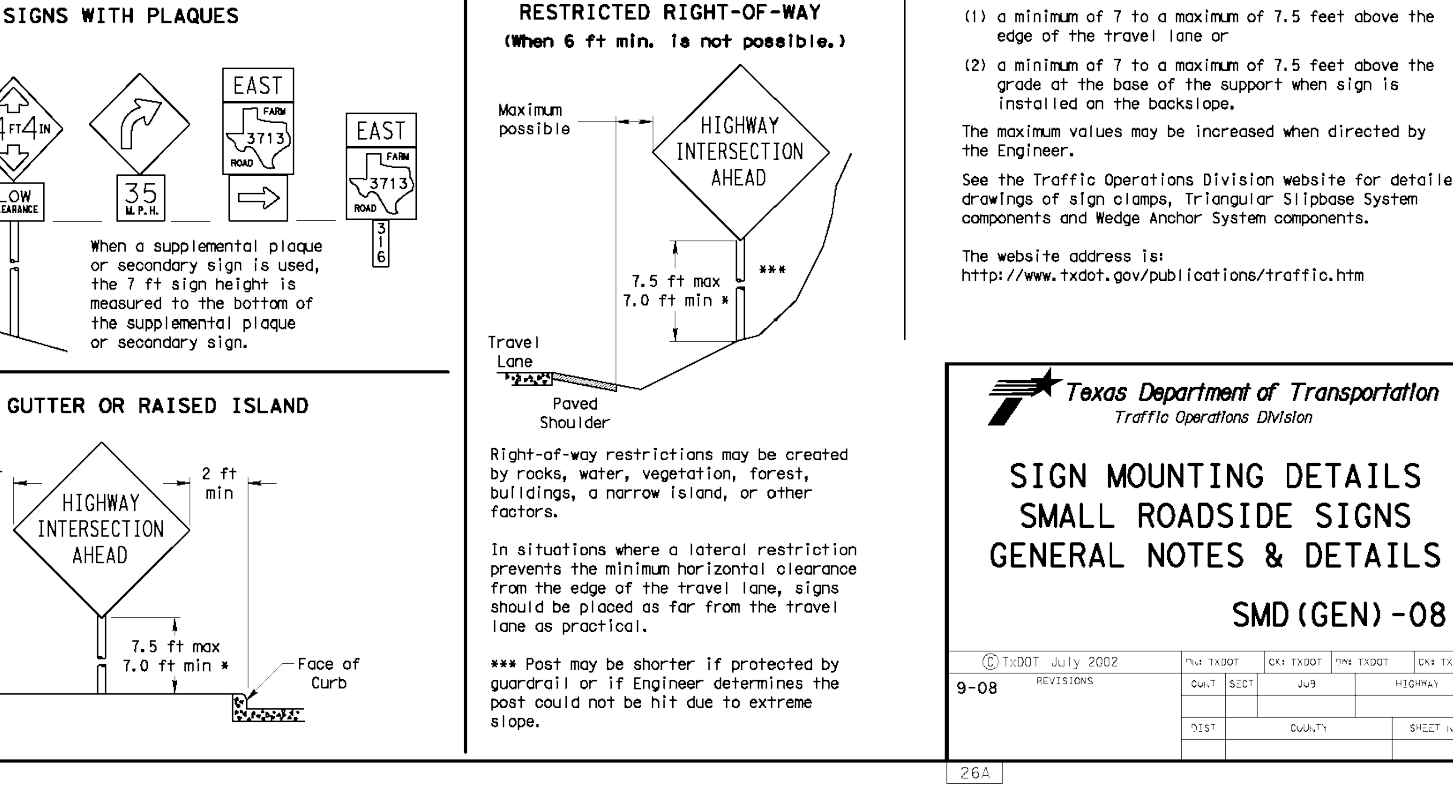 SIGNS WITH PLAQUES
FT4IN
LOW
35
M.P.H.
EAST
FARM
3713
ROAD
EAST
FARM
3713
ROAD
3
1
6
When a supplemental plaque
or secondary sign is used,
the 7 ft sign height is
measured to the bottom of
the supplemental plaque
or secondary sign.
GUTTER OR RAISED ISLAND
2 ft
min
HIGHWAY
INTERSECTION
AHEAD
7.5 ft max
7.0 ft min *
Face of
Curb
RESTRICTED RIGHT-OF-WAY
(When 6 ft min. is not possible.)
Maximum
possible
HIGHWAY
INTERSECTION
AHEAD
7.5 ft max
7.0 ft min *
***
Travel
Lane
Paved
Shoulder
Right-of-way restrictions may be created
by rocks, water, vegetation, forest,
buildings, a narrow island, or other
factors.
In situations where a lateral restriction
prevents the minimum horizontal clearance
from the edge of the travel lane, signs
should be placed as far from the travel
lane as practical.
*** Post may be shorter if protected by
guardrail or if Engineer determines the
post could not be hit due to extreme
slope.
(1) a minimum of 7 to a maximum of 7.5 feet above the
edge of the travel lane or
(2) a minimum of 7 to a maximum of 7.5 feet above the
grade at the base of the support when sign is
installed on the backslope.
The maximum values may be increased when directed by
the Engineer.
See the Traffic Operations Division website for detaile
drawings of sign clamps, Triangular Slipbase System
components and Wedge Anchor System components.
The website address is:
http://www.txdot.gov/publications/traffic.htm
Texas Department of Transportation
Traffic Operations Division
SIGN MOUNTING DETAILS
SMALL ROADSIDE SIGNS
GENERAL NOTES & DETAILS
SMD(GEN)-08
© TxDOT July 2002
DN: TXDOT
CK: TXDOT
DW: TXDOT
CK: TX
9-08
REVISIONS
CONT
SECT
JOB
HIGHWAY
DIST
COUNTY
SHEET
26A